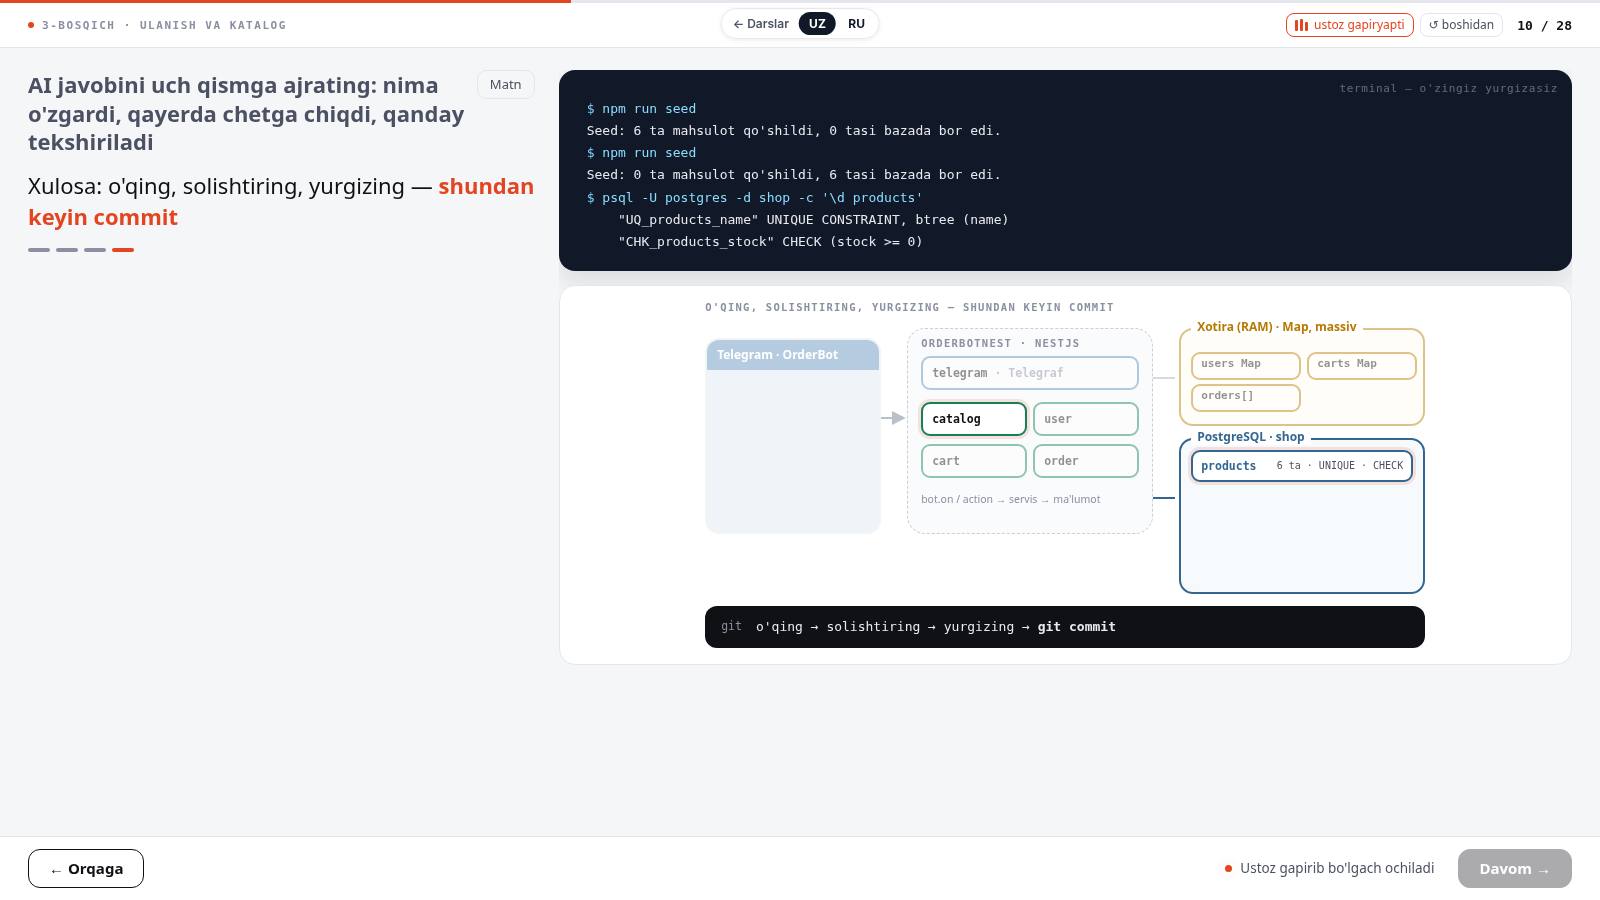 3-BOSQICH · ULANISH VA KATALOG
← Darslar UZ RU
ustoz gapiryapti ↺ boshidan 10 / 28
AI javobini uch qismga ajrating: nima
o'zgardi, qayerda chetga chiqdi, qanday
tekshiriladi
Matn
Xulosa: o'qing, solishtiring, yurgizing — shundan
keyin commit
terminal — o'zingiz yurgizasiz
$ npm run seed
Seed: 6 ta mahsulot qo'shildi, 0 tasi bazada bor edi.
$ npm run seed
Seed: 0 ta mahsulot qo'shildi, 6 tasi bazada bor edi.
$ psql -U postgres -d shop -c '\d products'
"UQ_products_name" UNIQUE CONSTRAINT, btree (name)
"CHK_products_stock" CHECK (stock >= 0)
O'QING, SOLISHTIRING, YURGIZING — SHUNDAN KEYIN COMMIT
Telegram · OrderBot
ORDERBOTNEST · NESTJS
telegram · Telegraf
catalog user
cart order
bot.on / action → servis → ma'lumot
Xotira (RAM) · Map, massiv
users Map carts Map
orders[]
PostgreSQL · shop
products 6 ta · UNIQUE · CHECK
git o'qing → solishtiring → yurgizing → git commit
← Orqaga
Ustoz gapirib bo'lgach ochiladi
Davom →